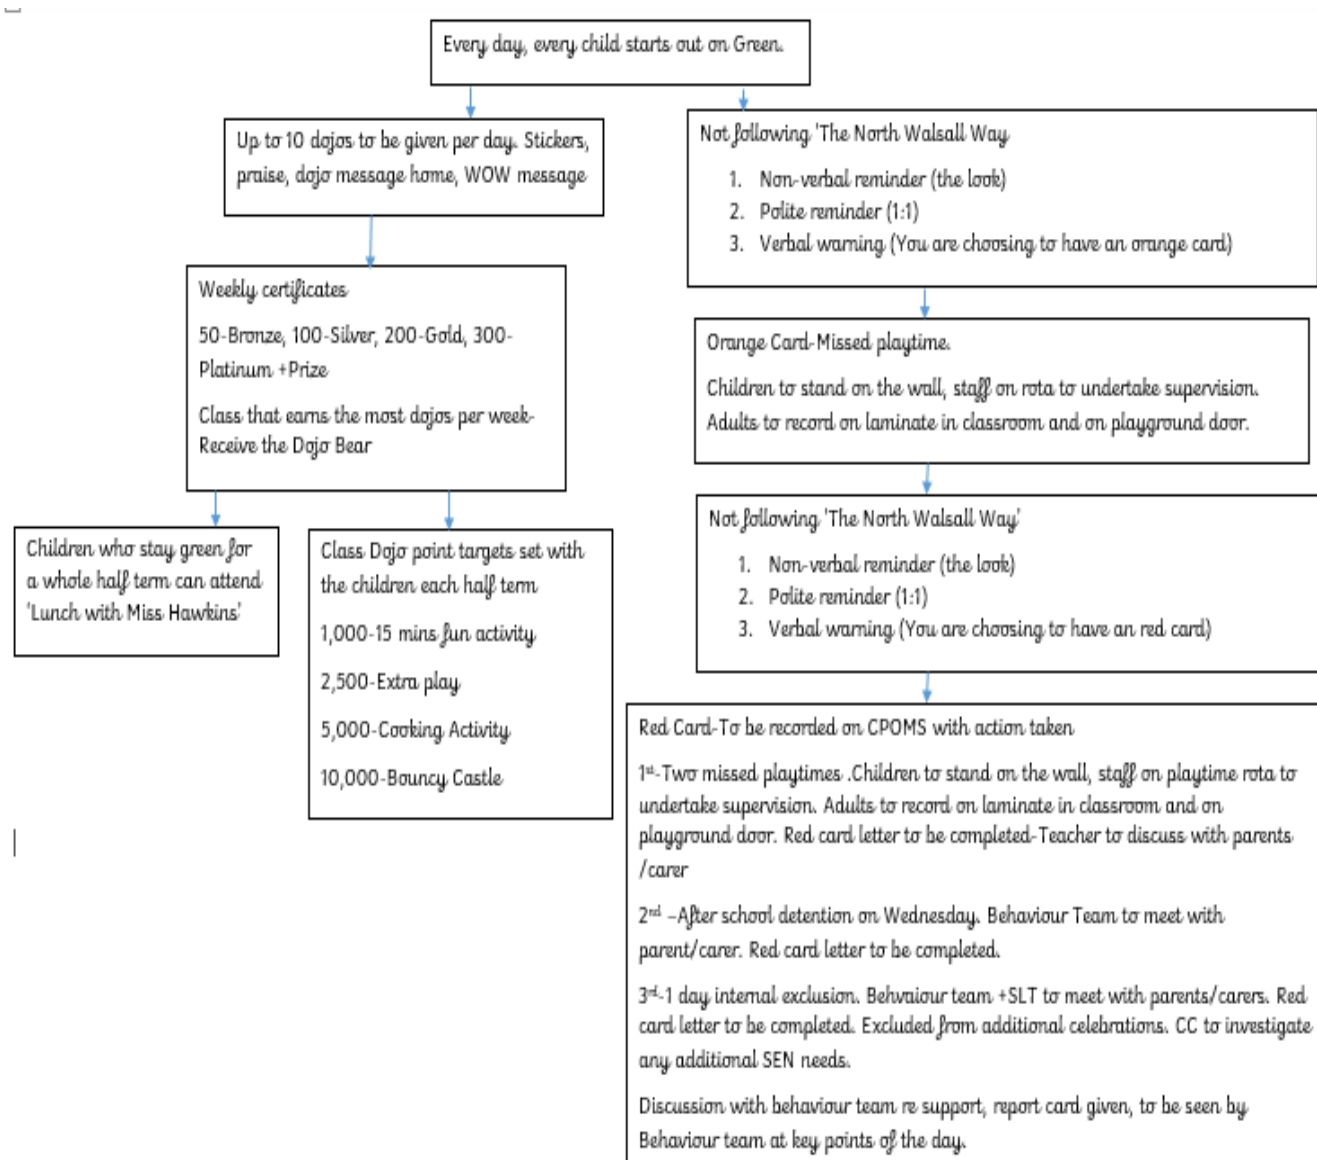 Every day, every child starts out on Green.
Up to 10 dojos to be given per day. Stickers,
praise, dojo message home, WOW message
Weekly certificates
50-Bronze, 100-Silver, 200-Gold, 300-
Platinum +Prize
Class that earns the most dojos per week-
Receive the Dojo Bear
Children who stay green for
a whole half term can attend
'Lunch with Miss Hawkins'
Class Dojo point targets set with
the children each half term
1,000-15 mins fun activity
2,500-Extra play
5,000-Cooking Activity
10,000-Bouncy Castle
Not following 'The North Walsall Way
1. Non-verbal reminder (the look)
2. Polite reminder (1:1)
3. Verbal warning (You are choosing to have an orange card)
Orange Card-Missed playtime.
Children to stand on the wall, staff on rota to undertake supervision.
Adults to record on laminate in classroom and on playground door.
Not following 'The North Walsall Way'
1. Non-verbal reminder (the look)
2. Polite reminder (1:1)
3. Verbal warning (You are choosing to have an red card)
Red Card-To be recorded on CPOMS with action taken
1st-Two missed playtimes .Children to stand on the wall, staff on playtime rota to
undertake supervision. Adults to record on laminate in classroom and on
playground door. Red card letter to be completed-Teacher to discuss with parents
/carer
2nd –After school detention on Wednesday. Behaviour Team to meet with
parent/carer. Red card letter to be completed.
3rd-1 day internal exclusion. Behvaiour team +SLT to meet with parents/carers. Red
card letter to be completed. Excluded from additional celebrations. CC to investigate
any additional SEN needs.
Discussion with behaviour team re support, report card given, to be seen by
Behaviour team at key points of the day.